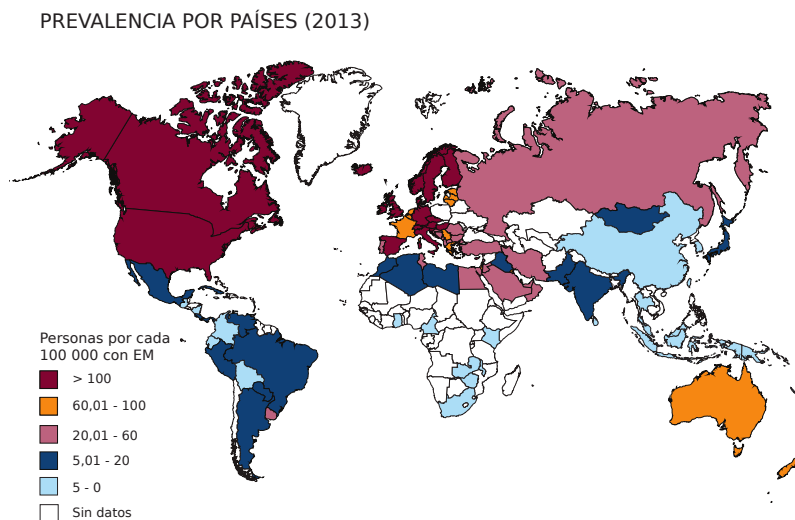 PREVALENCIA POR PAÍSES (2013)
Personas por cada
100 000 con EM
> 100
60,01 - 100
20,01 - 60
5,01 - 20
5 - 0
Sin datos